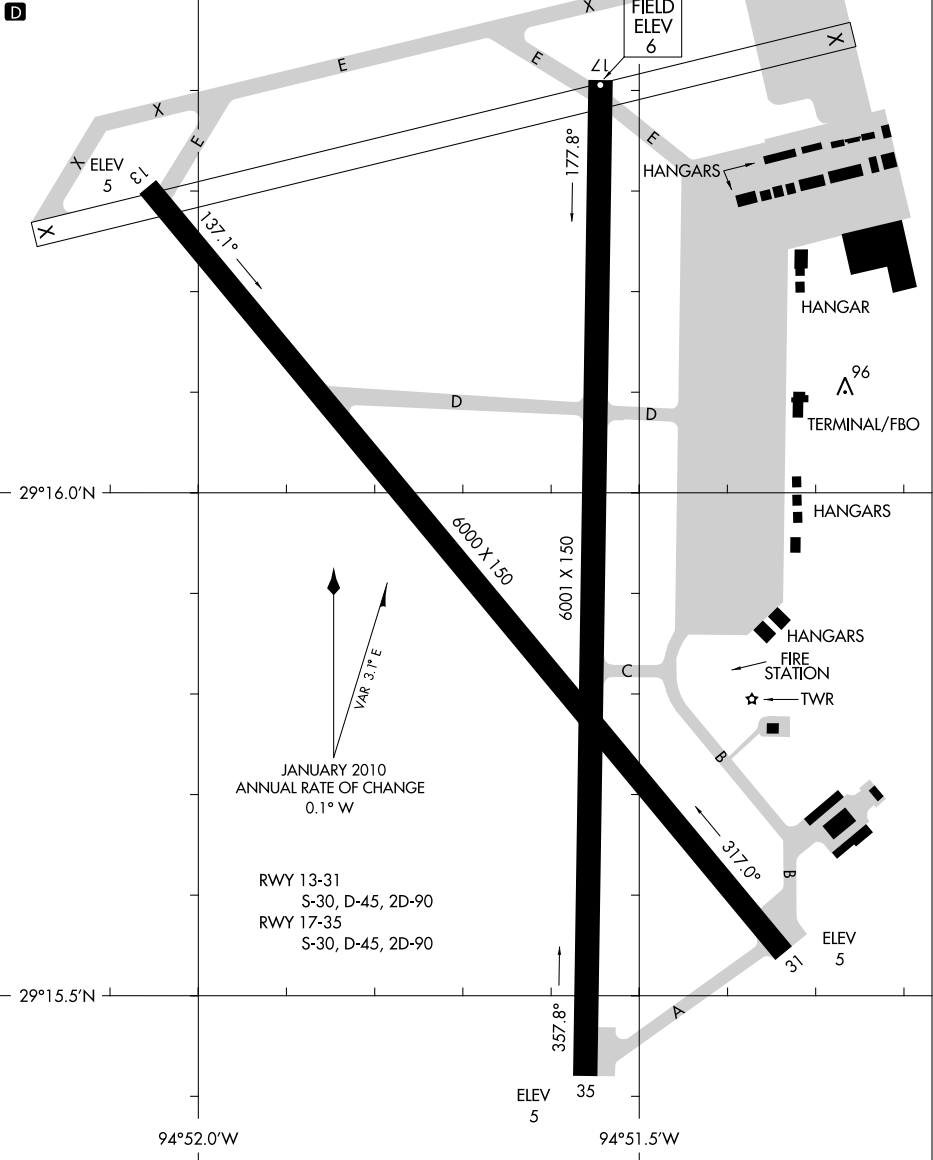 D
X
FIELD
ELEV
6
X
E
E
17
X
E
E
X
ELEV
5
13
177.8°
HANGARS
X
137.1°
HANGAR
96
D
D
TERMINAL/FBO
29°16.0'N
HANGARS
6000 X 150
6001 X 150
VAR 3.1° E
HANGARS
C
FIRE
STATION
TWR
B
JANUARY 2010
ANNUAL RATE OF CHANGE
0.1° W
317.0°
B
RWY 13-31
S-30, D-45, 2D-90
RWY 17-35
S-30, D-45, 2D-90
ELEV
5
31
29°15.5'N
A
357.8°
35
ELEV
5
94°52.0'W
94°51.5'W